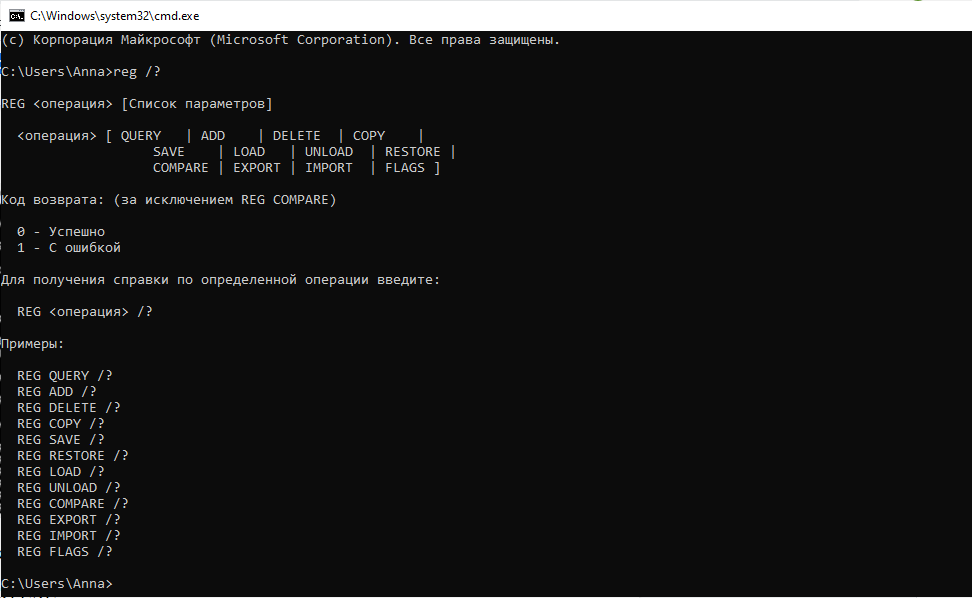 C:\Windows\system32\cmd.exe
(c) Корпорация Майкрософт (Microsoft Corporation). Все права защищены.
C:\Users\Anna>reg /?
REG <операция> [Список параметров]
<операция> [ QUERY | ADD | DELETE | COPY |
SAVE | LOAD | UNLOAD | RESTORE |
COMPARE | EXPORT | IMPORT | FLAGS ]
Код возврата: (за исключением REG COMPARE)
0 - Успешно
1 - С ошибкой
Для получения справки по определенной операции введите:
REG <операция> /?
Примеры:
REG QUERY /?
REG ADD /?
REG DELETE /?
REG COPY /?
REG SAVE /?
REG RESTORE /?
REG LOAD /?
REG UNLOAD /?
REG COMPARE /?
REG EXPORT /?
REG IMPORT /?
REG FLAGS /?
C:\Users\Anna>